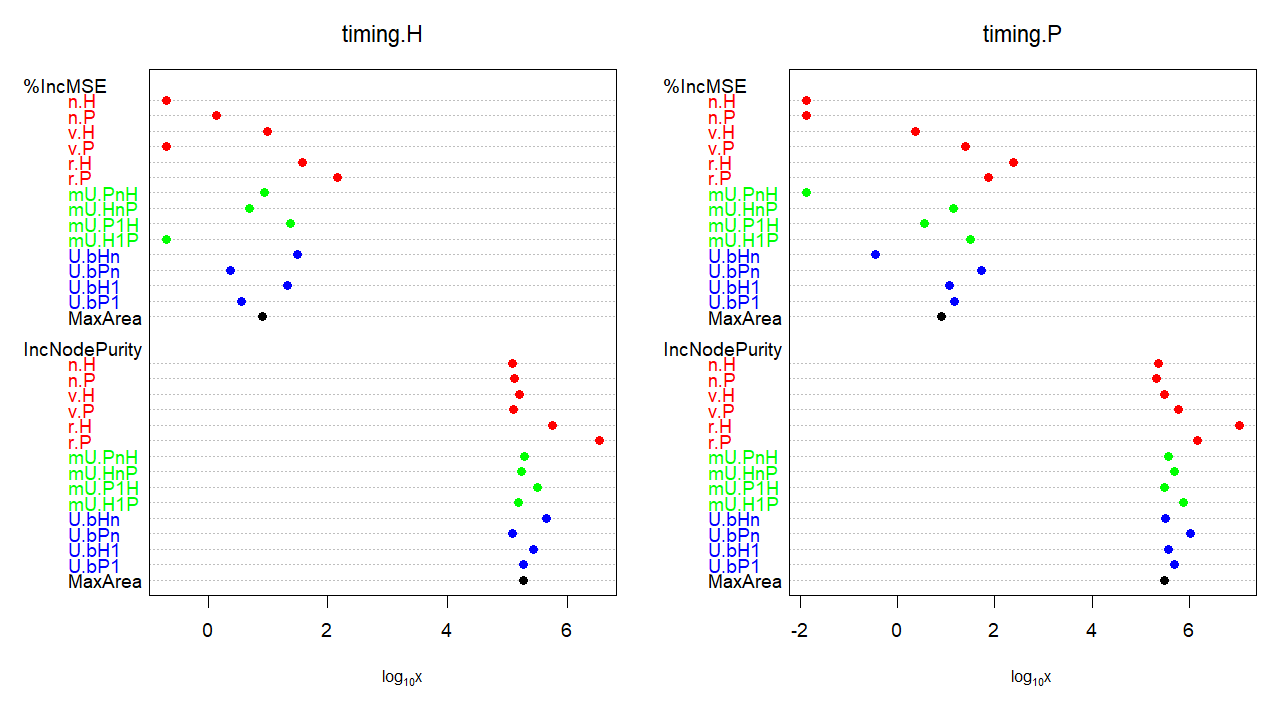 timing.H
%IncMSE
n.H
n.P
v.H
v.P
r.H
r.P
mU.PnH
mU.HnP
mU.P1H
mU.H1P
U.bHn
U.bPn
U.bH1
U.bP1
MaxArea
IncNodePurity
n.H
n.P
v.H
v.P
r.H
r.P
mU.PnH
mU.HnP
mU.P1H
mU.H1P
U.bHn
U.bPn
U.bH1
U.bP1
MaxArea
0 2 4 6
log10x
timing.P
%IncMSE
n.H
n.P
v.H
v.P
r.H
r.P
mU.PnH
mU.HnP
mU.P1H
mU.H1P
U.bHn
U.bPn
U.bH1
U.bP1
MaxArea
IncNodePurity
n.H
n.P
v.H
v.P
r.H
r.P
mU.PnH
mU.HnP
mU.P1H
mU.H1P
U.bHn
U.bPn
U.bH1
U.bP1
MaxArea
-2 0 2 4 6
log10x